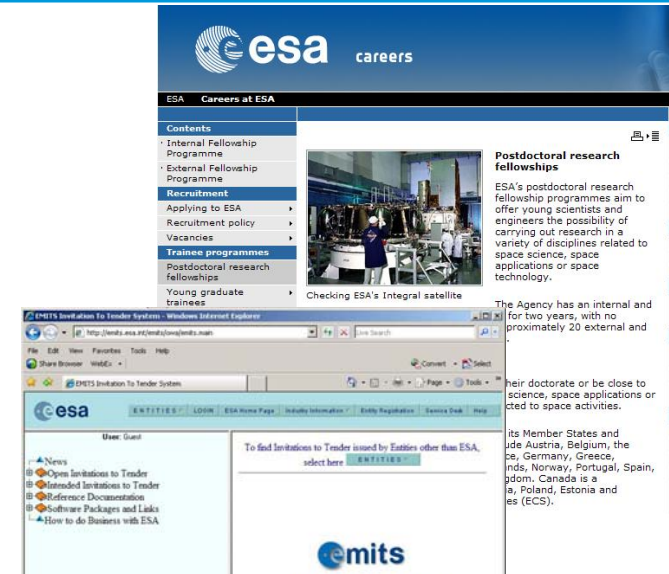 esa careers
ESA Careers at ESA
Contents
Internal Fellowship
Programme
External Fellowship
Programme
Recruitment
Applying to ESA
Recruitment policy
Vacancies
Trainee programmes
Postdoctoral research
fellowships
Young graduate
trainees
Checking ESA's Integral satellite
Postdoctoral research
fellowships
ESA's postdoctoral research
fellowship programmes aim to
offer young scientists and
engineers the possibility of
carrying out research in a
variety of disciplines related to
space science, space
applications or space
technology.
The Agency has an internal and
for two years, with no
proximately 20 external and
heir doctorate or be close to
science, space applications or
cted to space activities.
its Member States and
ude Austria, Belgium, the
ce, Germany, Greece,
nds, Norway, Portugal, Spain,
gdom. Canada is a
ia, Poland, Estonia and
es (ECS).
EMITS Invitation To Tender System - Windows Internet Explorer
http://emits.esa.int/emits/owa/emits.main
Live Search
File Edit View Favorites Tools Help
Convert Select
Share Browser WebEx
EMITS Invitation To Tender System
Page Tools
esa
ENTITIES LOGIN ESA Home Page Industry Information Entity Registration Service Desk Help
User: Guest
News
Open Invitations to Tender
Intended Invitations to Tender
Reference Documentation
Software Packages and Links
How to do Business with ESA
To find Invitations to Tender issued by Entities other than ESA,
select here ENTITIES
emits